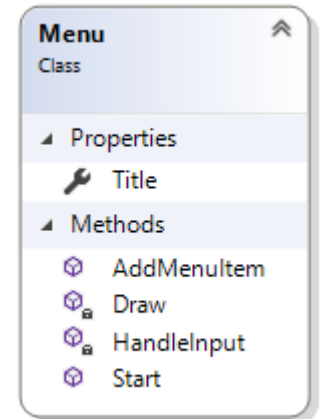 Menu
Class
Properties
Title
Methods
AddMenuItem
Draw
HandleInput
Start